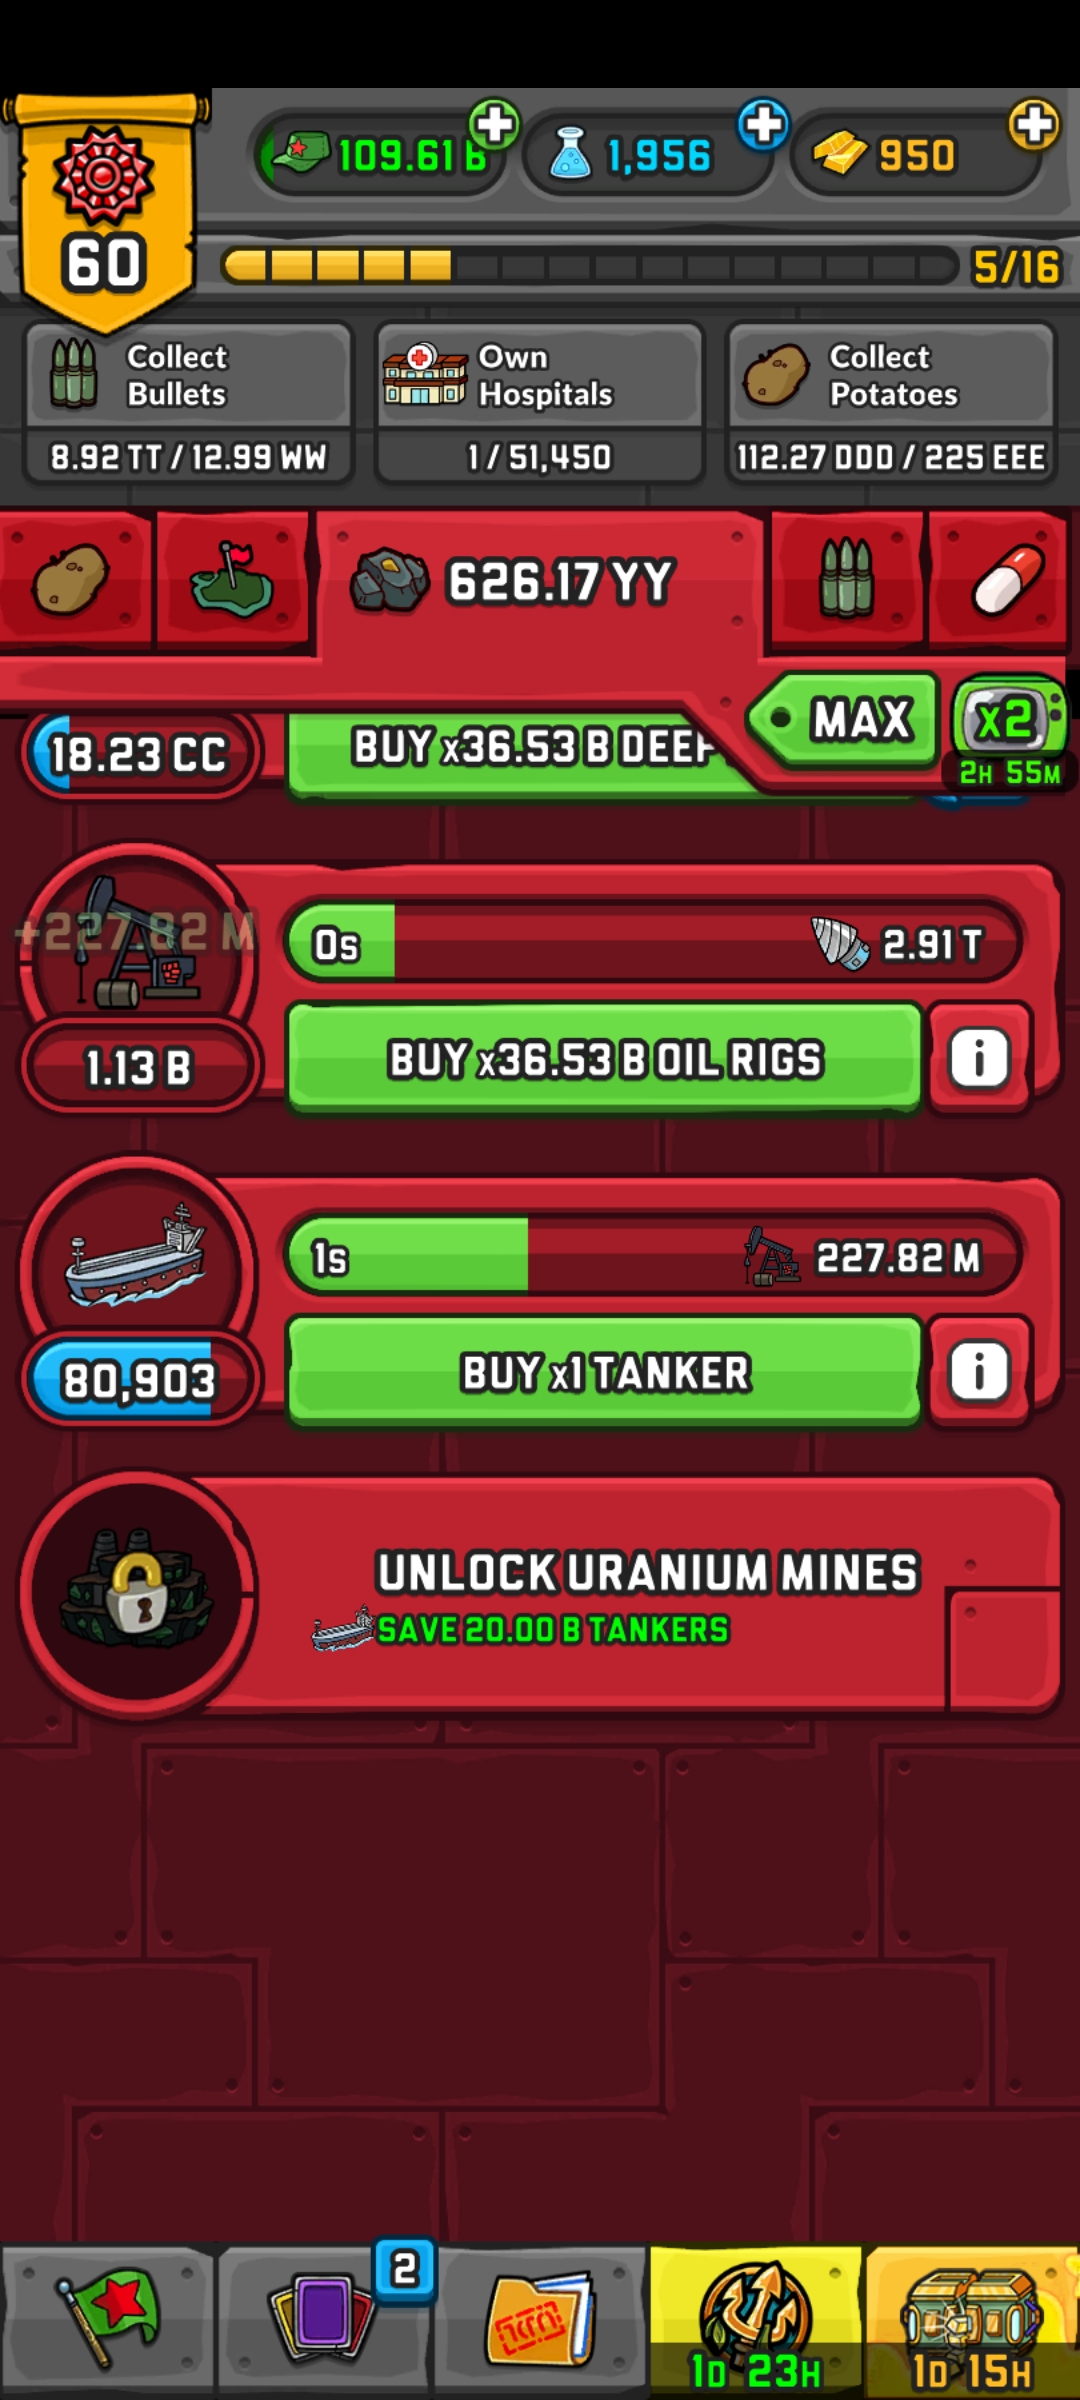 109.61 B
1,956
950
60
5/16
Collect
Bullets
8.92 TT / 12.99 WW
Own
Hospitals
1 / 51,450
Collect
Potatoes
112.27 DDD / 225 EEE
626.17 YY
MAX
x2
2H 55M
18.23 CC
BUY x36.53 B DEEP
+227.82 M
0s
2.91 T
1.13 B
BUY x36.53 B OIL RIGS
i
1s
227.82 M
80,903
BUY x1 TANKER
i
UNLOCK URANIUM MINES
SAVE 20.00 B TANKERS
2
1D 23H
1D 15H